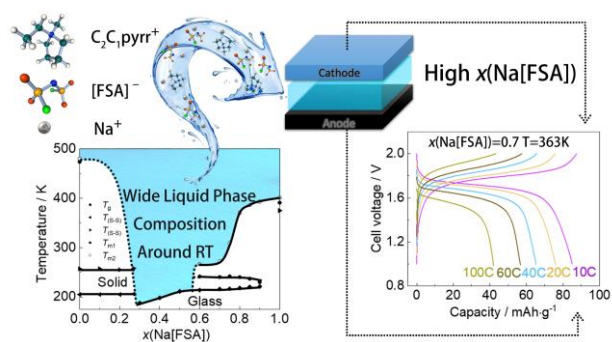 C₂C₁pyrr⁺
[FSA]⁻
Na⁺
Cathode
Anode
High x(Na[FSA])
500
400
300
200
Temperature / K
Wide Liquid Phase
Composition
Around RT
Tg
T(S-S)
T(S-S)
Tm1
Tm2
Solid
Glass
0.0 0.2 0.4 0.6 0.8 1.0
x(Na[FSA])
x(Na[FSA])=0.7 T=363K
2.0
1.6
1.2
0.8
Cell voltage / V
100C 60C 40C 20C 10C
0 20 40 60 80 100
Capacity / mAh·g⁻¹